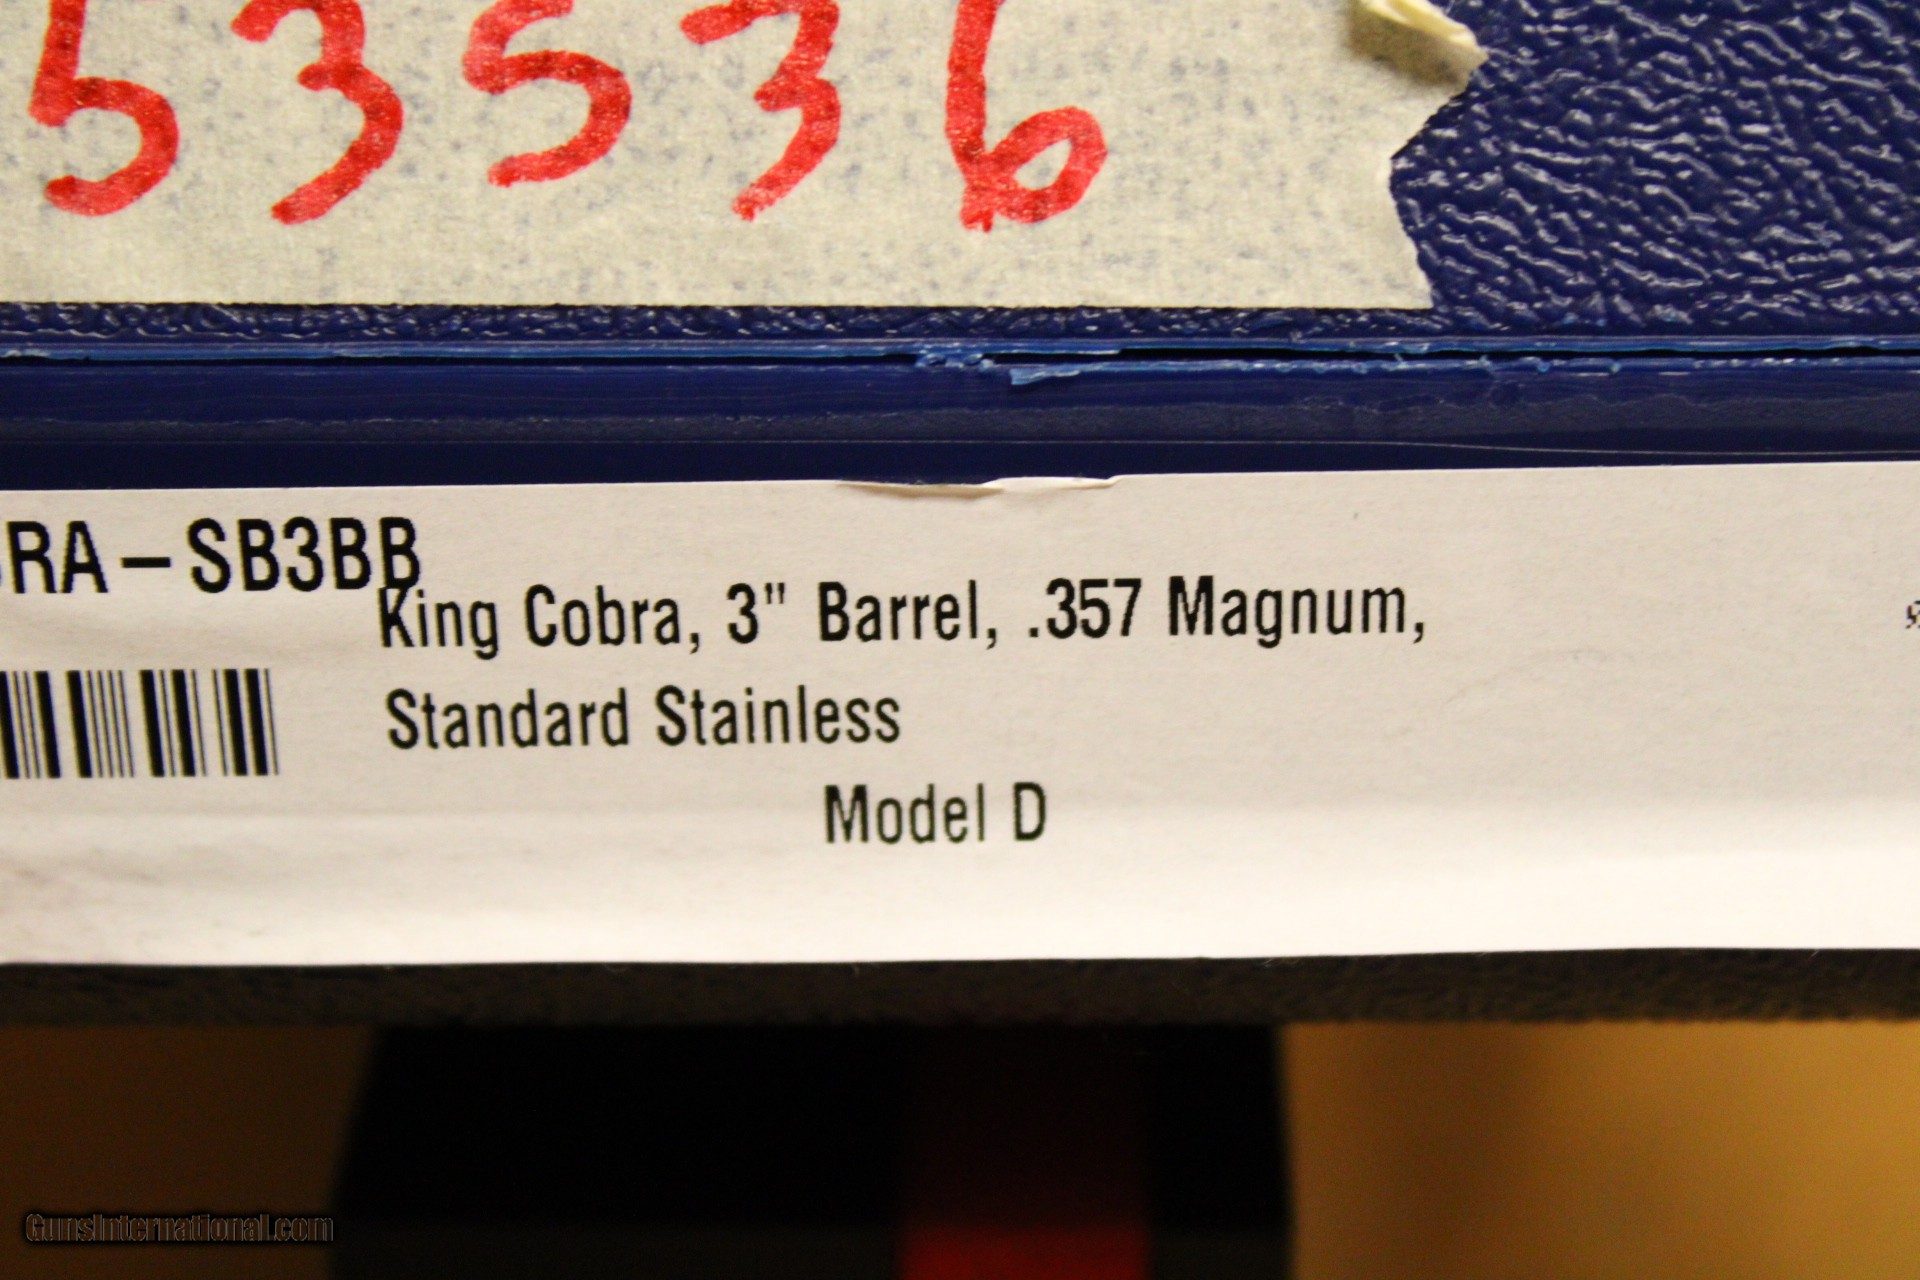 53536
RA – SB3BB
King Cobra, 3" Barrel, .357 Magnum,
Standard Stainless
Model D
GunsInternational.com